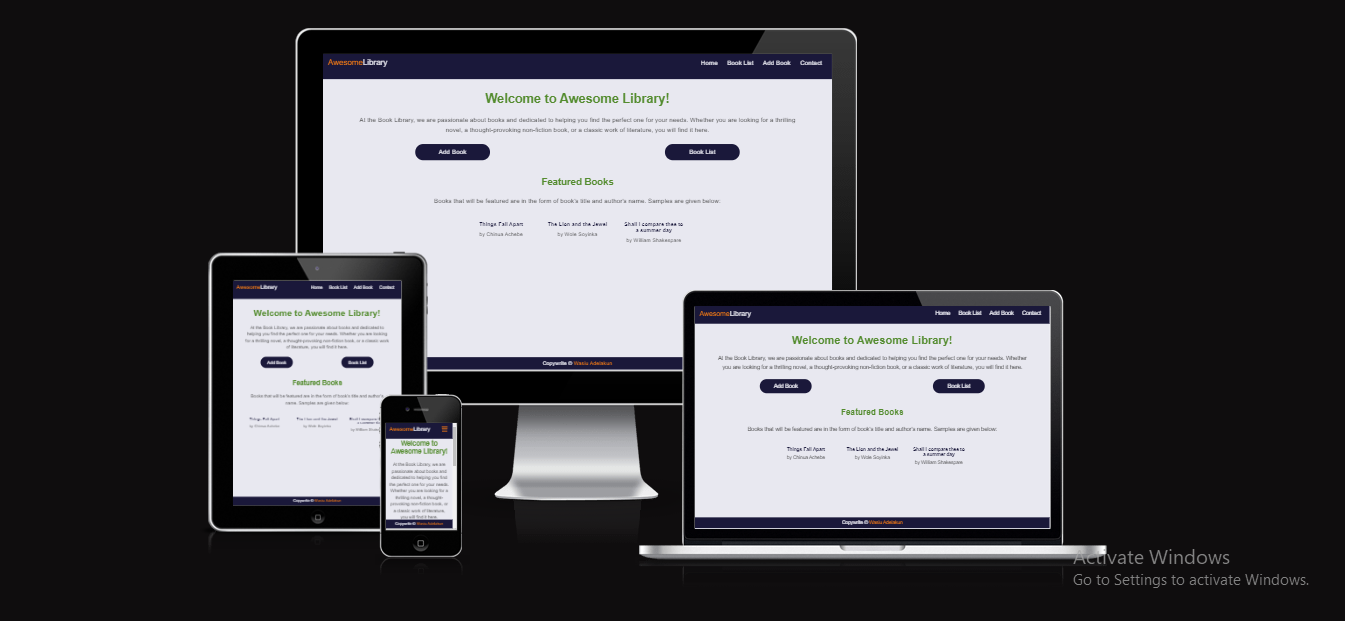 AwesomeLibrary
Home Book List Add Book Contact
Welcome to Awesome Library!
At the Book Library, we are passionate about books and dedicated to helping you find the perfect one for your needs. Whether you are looking for a thrilling
novel, a thought-provoking non-fiction book, or a classic work of literature, you will find it here.
Add Book Book List
Featured Books
Books that will be featured are in the form of book's title and author's name. Samples are given below:
Things Fall Apart The Lion and the Jewel Shall I compare thee to
a summer day
by Chinua Achebe by Wole Soyinka by William Shakespare
Copywrite © Wasiu Adelakun
AwesomeLibrary
Home Book List Add Book Contact
Welcome to Awesome Library!
At the Book Library, we are passionate about books and dedicated to
helping you find the perfect one for your needs. Whether you are looking
for a thrilling novel, a thought-provoking non-fiction book, or a classic work
of literature, you will find it here.
Add Book Book List
Featured Books
Books that will be featured are in the form of book's title and author's
name. Samples are given below:
Things Fall Apart The Lion and the Jewel Shall I compare
by Chinua Achebe by Wole Soyinka by William
Copywrite © Wasiu Adelakun
AwesomeLibrary
Welcome to
Awesome Library!
At the Book Library, we are
passionate about books and
dedicated to helping you find
the perfect one for your needs.
Whether you are looking for a
thrilling novel, a thought-
provoking non-fiction book, or
a classic work of literature,
you will find it here.
Copywrite © Wasiu Adelakun
AwesomeLibrary
Home Book List Add Book Contact
Welcome to Awesome Library!
At the Book Library, we are passionate about books and dedicated to helping you find the perfect one for your needs. Whether
you are looking for a thrilling novel, a thought-provoking non-fiction book, or a classic work of literature, you will find it here.
Add Book Book List
Featured Books
Books that will be featured are in the form of book's title and author's name. Samples are given below:
Things Fall Apart The Lion and the Jewel Shall I compare thee to
a summer day
by Chinua Achebe by Wole Soyinka by William Shakespare
Copywrite © Wasiu Adelakun
Activate Windows
Go to Settings to activate Windows.